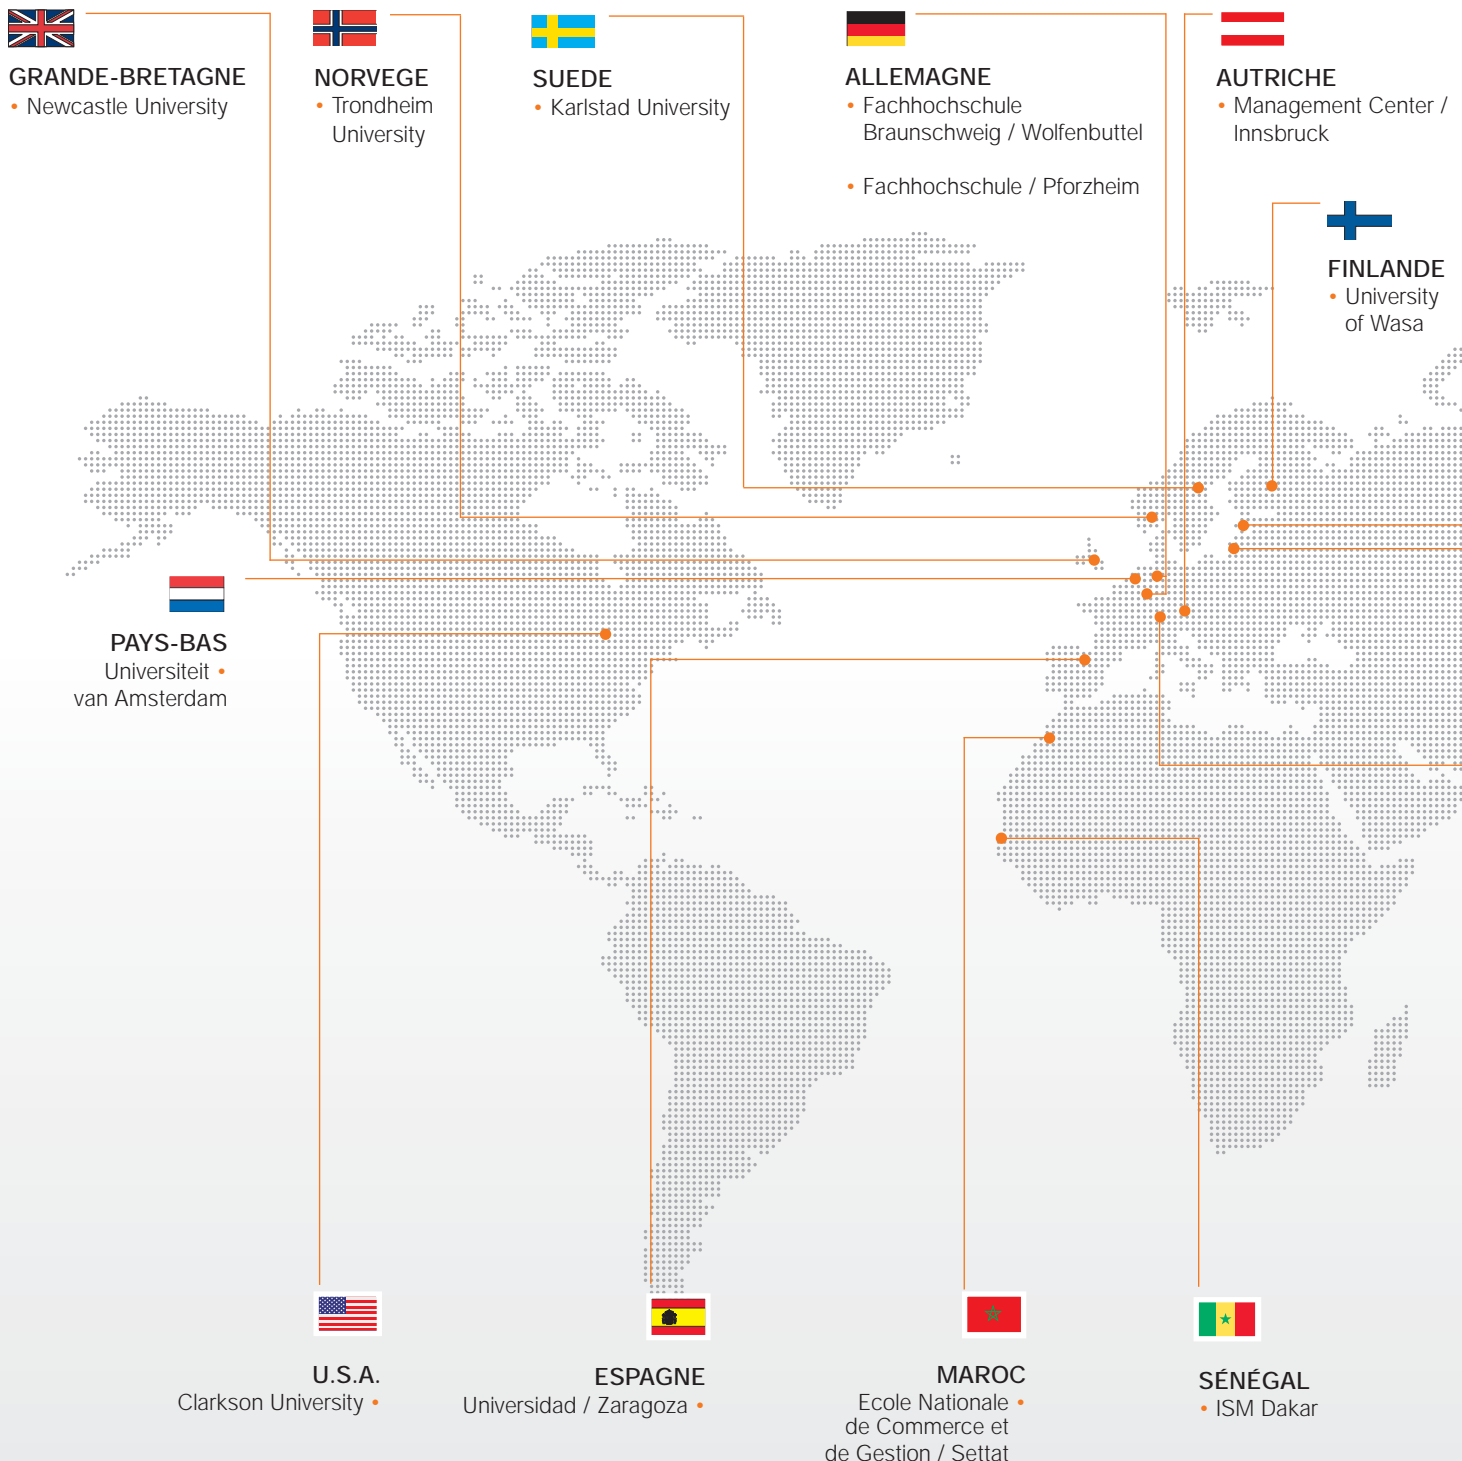 GRANDE-BRETAGNE
• Newcastle University
NORVEGE
• Trondheim
University
SUEDE
• Karlstad University
ALLEMAGNE
• Fachhochschule
Braunschweig / Wolfenbuttel
• Fachhochschule / Pforzheim
AUTRICHE
• Management Center /
Innsbruck
FINLANDE
• University
of Wasa
PAYS-BAS
Universiteit •
van Amsterdam
U.S.A.
Clarkson University •
ESPAGNE
Universidad / Zaragoza •
MAROC
Ecole Nationale •
de Commerce et
de Gestion / Settat
SÉNÉGAL
• ISM Dakar